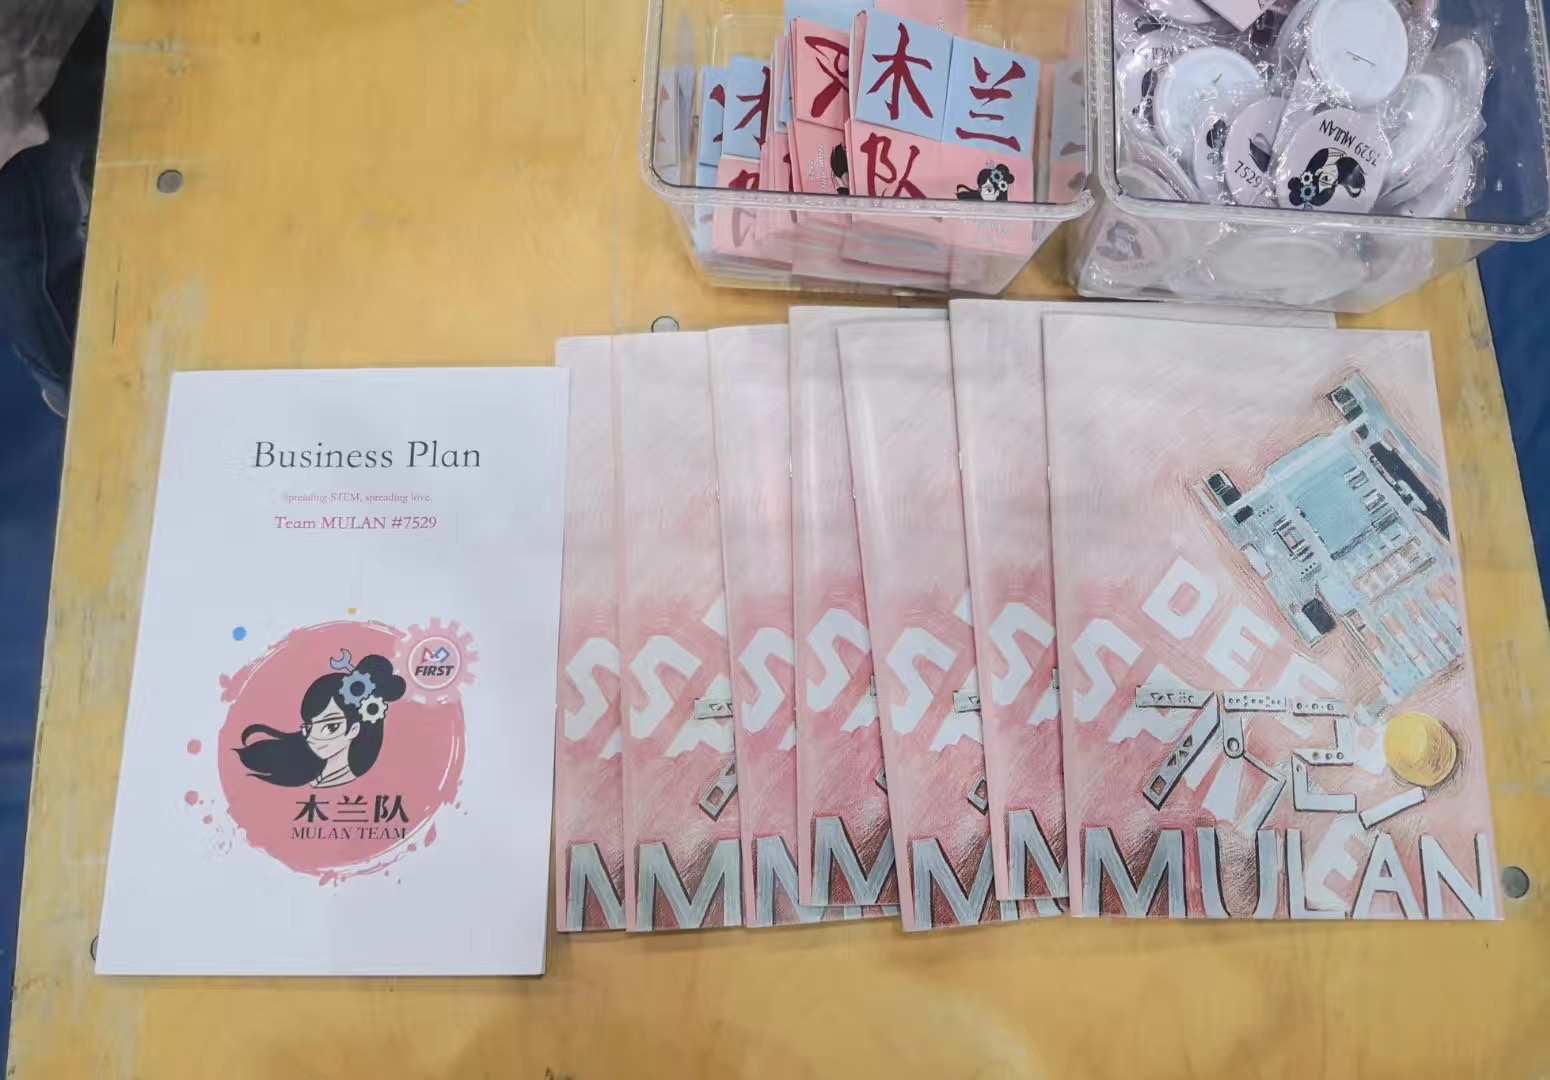 木兰
队
7529 MULAN
7529
Business Plan
Spreading STEM, spreading love.
Team MULAN #7529
FIRST
木兰队
MULAN TEAM
MULAN